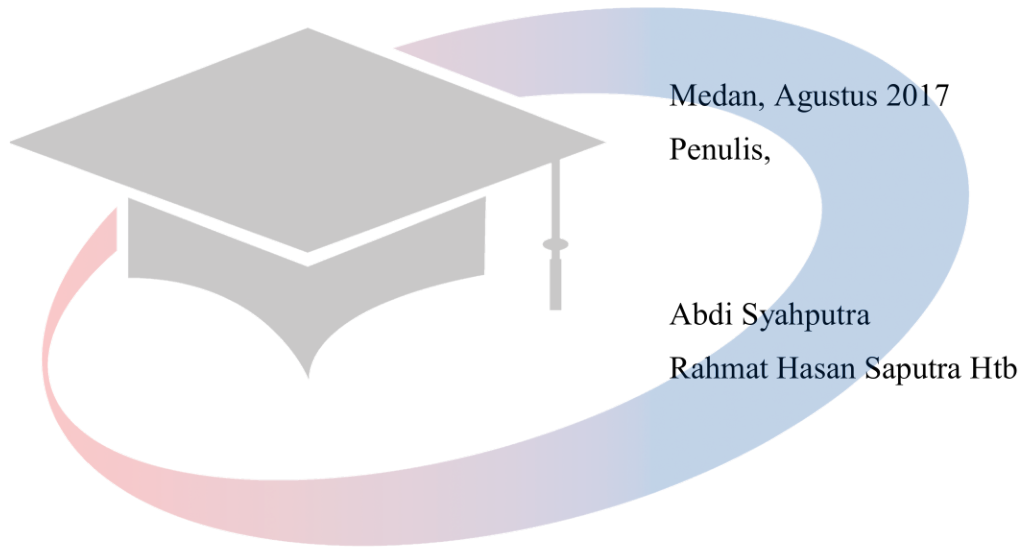 Medan, Agustus 2017
Penulis,
Abdi Syahputra
Rahmat Hasan Saputra Htb